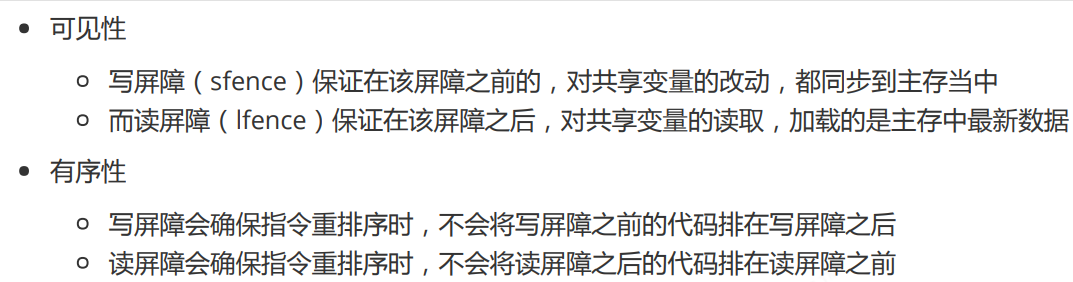 可见性
写屏障（sfence）保证在该屏障之前的，对共享变量的改动，都同步到主存当中
而读屏障（lfence）保证在该屏障之后，对共享变量的读取，加载的是主存中最新数据
有序性
写屏障会确保指令重排序时，不会将写屏障之前的代码排在写屏障之后
读屏障会确保指令重排序时，不会将读屏障之后的代码排在读屏障之前